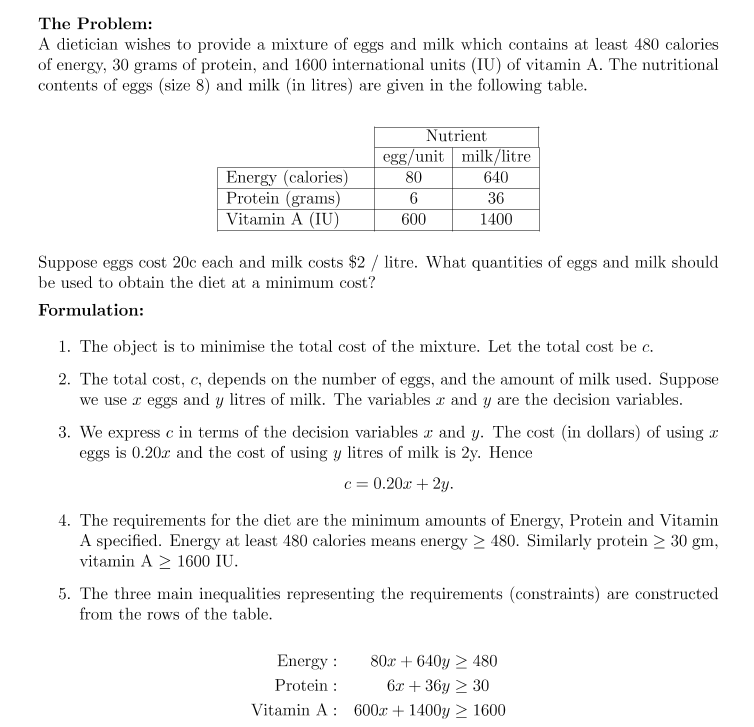 The Problem:
A dietician wishes to provide a mixture of eggs and milk which contains at least 480 calories
of energy, 30 grams of protein, and 1600 international units (IU) of vitamin A. The nutritional
contents of eggs (size 8) and milk (in litres) are given in the following table.
Nutrient
egg/unit milk/litre
Energy (calories) 80 640
Protein (grams) 6 36
Vitamin A (IU) 600 1400
Suppose eggs cost 20c each and milk costs $2 / litre. What quantities of eggs and milk should
be used to obtain the diet at a minimum cost?
Formulation:
1. The object is to minimise the total cost of the mixture. Let the total cost be c.
2. The total cost, c, depends on the number of eggs, and the amount of milk used. Suppose
we use x eggs and y litres of milk. The variables x and y are the decision variables.
3. We express c in terms of the decision variables x and y. The cost (in dollars) of using x
eggs is 0.20x and the cost of using y litres of milk is 2y. Hence
c = 0.20x + 2y.
4. The requirements for the diet are the minimum amounts of Energy, Protein and Vitamin
A specified. Energy at least 480 calories means energy ≥ 480. Similarly protein ≥ 30 gm,
vitamin A ≥ 1600 IU.
5. The three main inequalities representing the requirements (constraints) are constructed
from the rows of the table.
Energy : 80x + 640y ≥ 480
Protein : 6x + 36y ≥ 30
Vitamin A : 600x + 1400y ≥ 1600